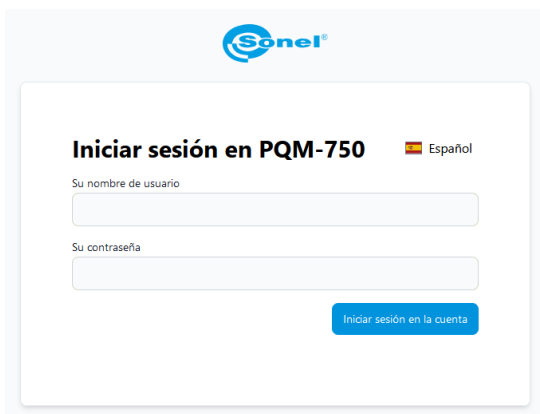 Sonel®
Iniciar sesión en PQM-750
Español
Su nombre de usuario
Su contraseña
Iniciar sesión en la cuenta